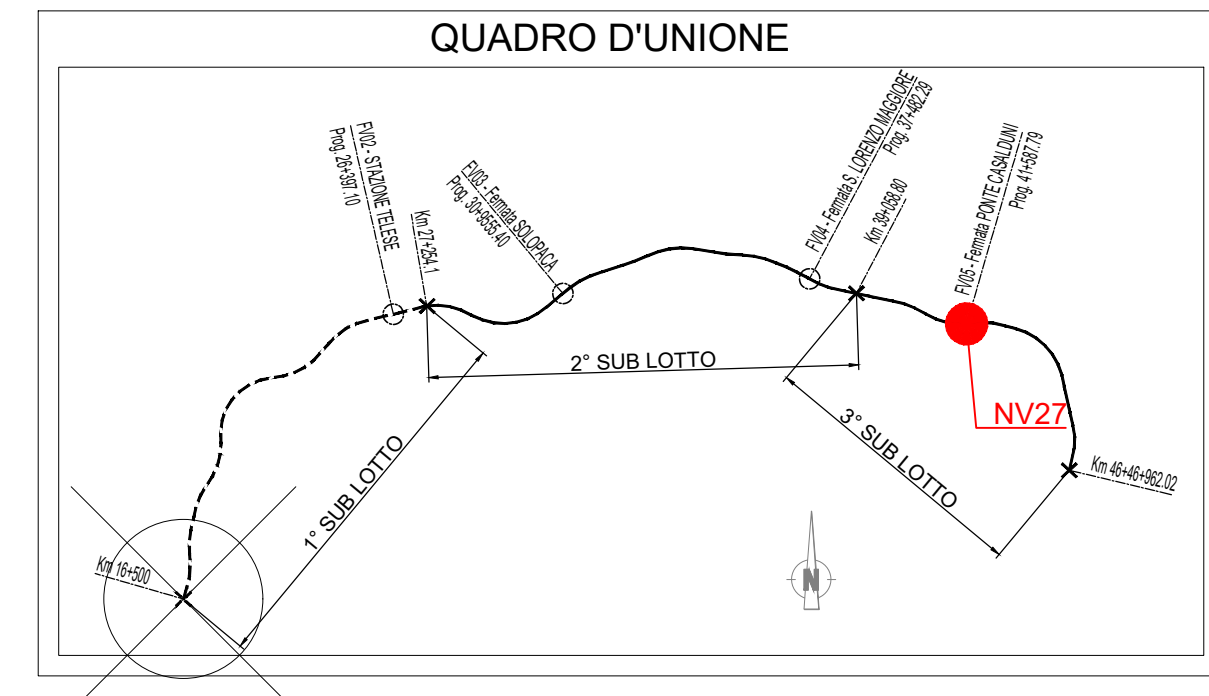 QUADRO D'UNIONE
FV02 - STAZIONE TELESE
Prog. 26+397.10
Km 27+254.1
FV03 - Fermata SOLOPACA
Prog. 30+9555.40
FV04 - Fermata S. LORENZO MAGGIORE
Prog. 37+482.29
Km 39+058.80
FV05 - Fermata PONTE CASALDUNI
Prog. 41+587.79
2° SUB LOTTO
NV27
1° SUB LOTTO
3° SUB LOTTO
Km 46+46+962.02
Km 16+500
N